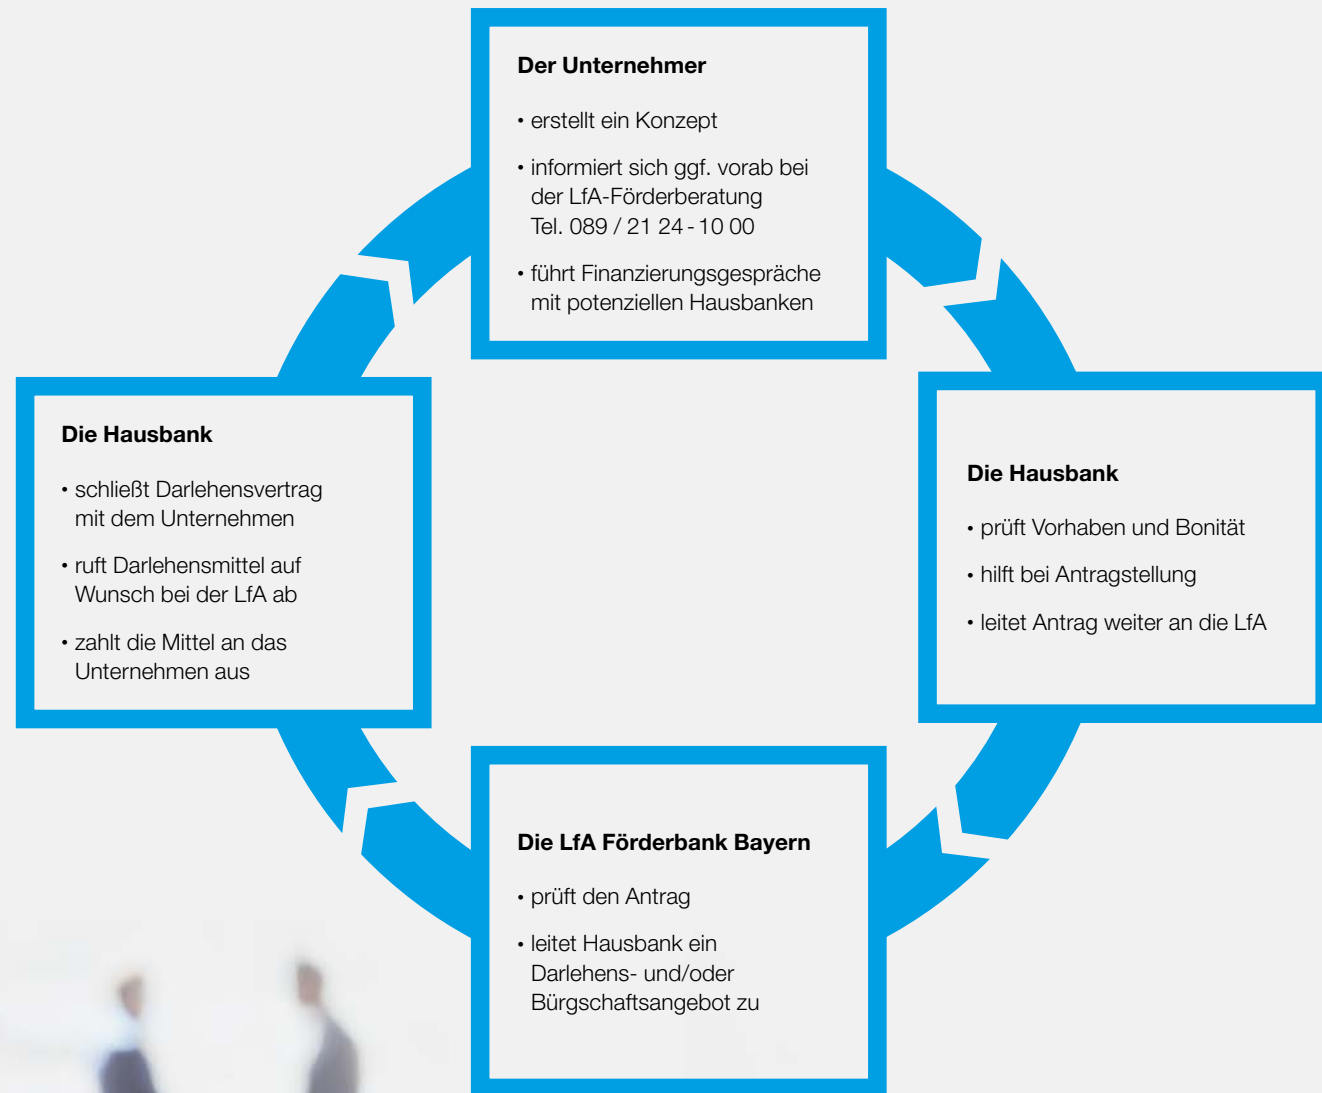 Der Unternehmer
• erstellt ein Konzept
• informiert sich ggf. vorab bei
der LfA-Förderberatung
Tel. 089 / 21 24 - 10 00
• führt Finanzierungsgespräche
mit potenziellen Hausbanken
Die Hausbank
• prüft Vorhaben und Bonität
• hilft bei Antragstellung
• leitet Antrag weiter an die LfA
Die LfA Förderbank Bayern
• prüft den Antrag
• leitet Hausbank ein
Darlehens- und/oder
Bürgschaftsangebot zu
Die Hausbank
• schließt Darlehensvertrag
mit dem Unternehmen
• ruft Darlehensmittel auf
Wunsch bei der LfA ab
• zahlt die Mittel an das
Unternehmen aus